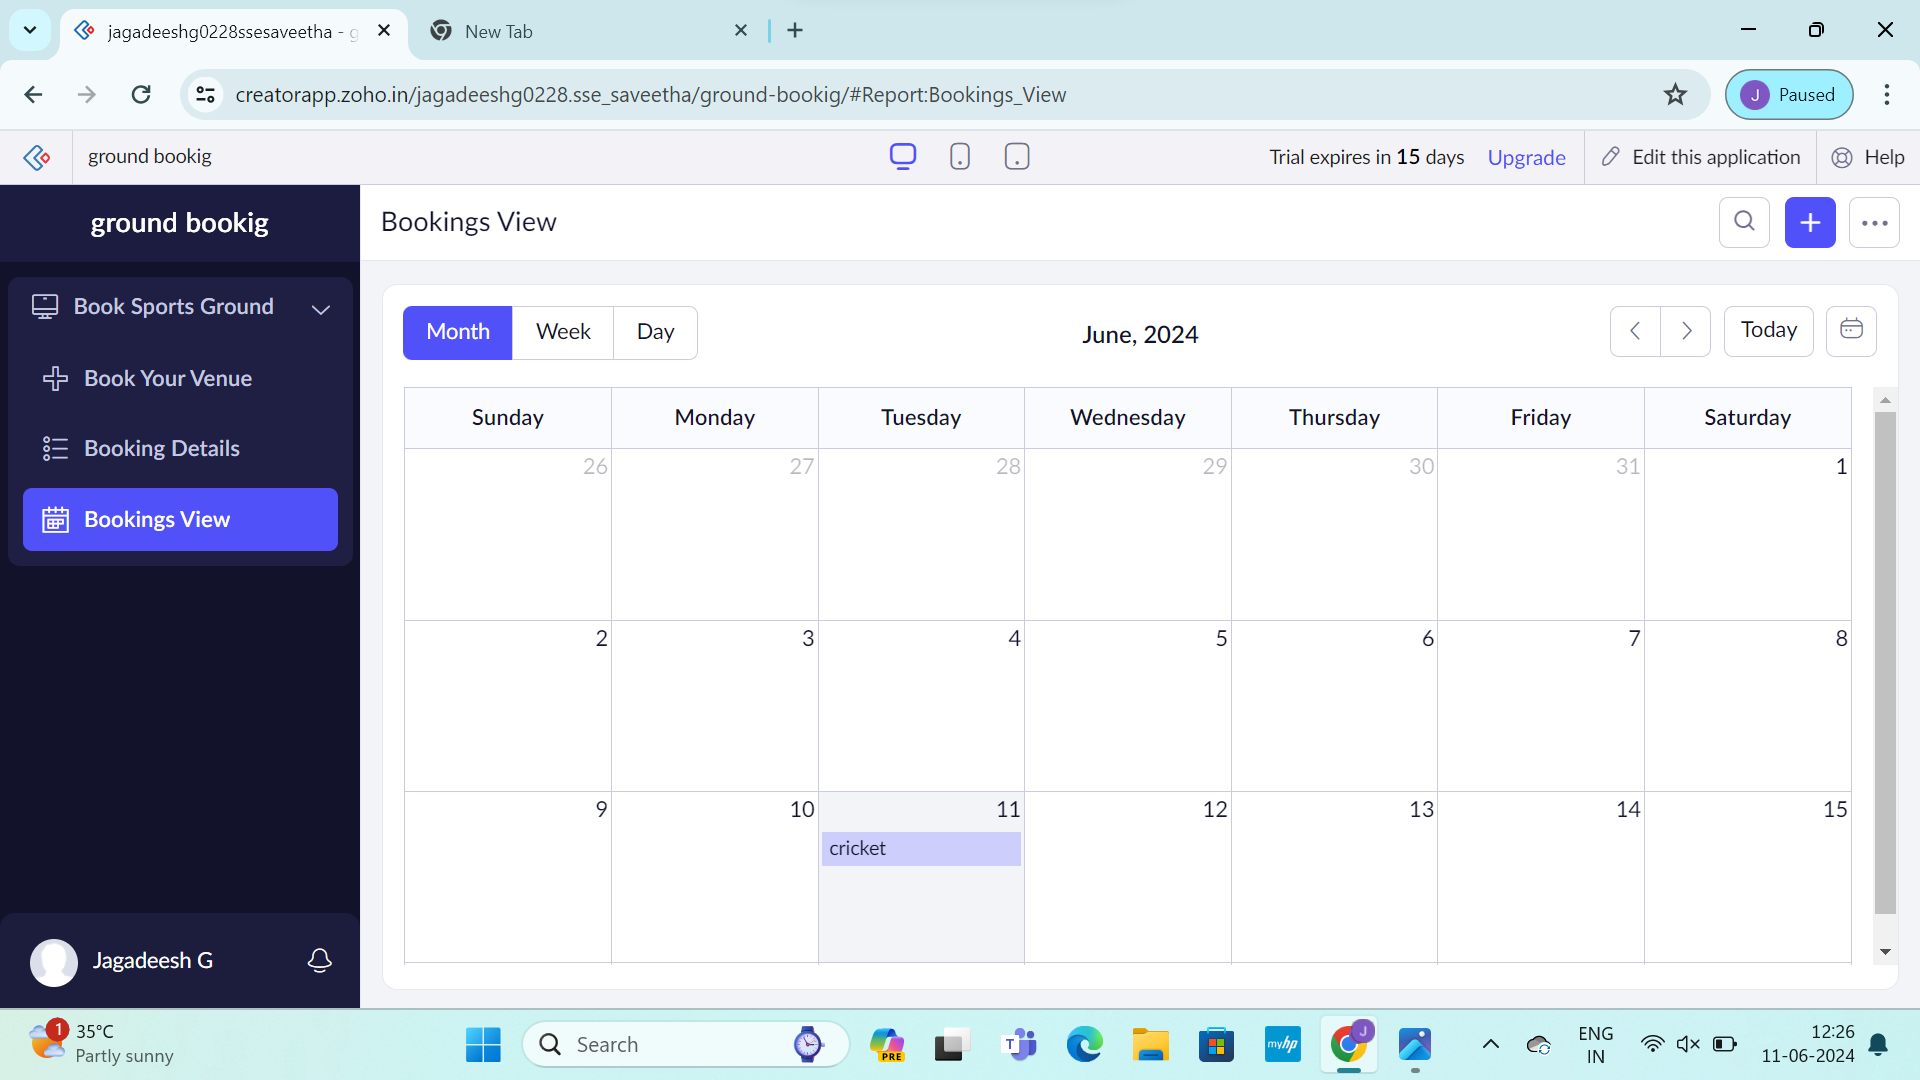 jagadeeshg0228ssesaveetha - g
New Tab
creatorapp.zoho.in/jagadeeshg0228.sse_saveetha/ground-bookig/#Report:Bookings_View
J Paused
ground bookig
Trial expires in 15 days Upgrade
Edit this application
Help
ground bookig
Book Sports Ground
Book Your Venue
Booking Details
Bookings View
Jagadeesh G
Bookings View
Month Week Day
June, 2024
Today
Sunday Monday Tuesday Wednesday Thursday Friday Saturday
26 27 28 29 30 31 1
2 3 4 5 6 7 8
9 10 11 12 13 14 15
cricket
1
35°C
Partly sunny
Search
PRE
T
myhp
J
ENG
IN
12:26
11-06-2024